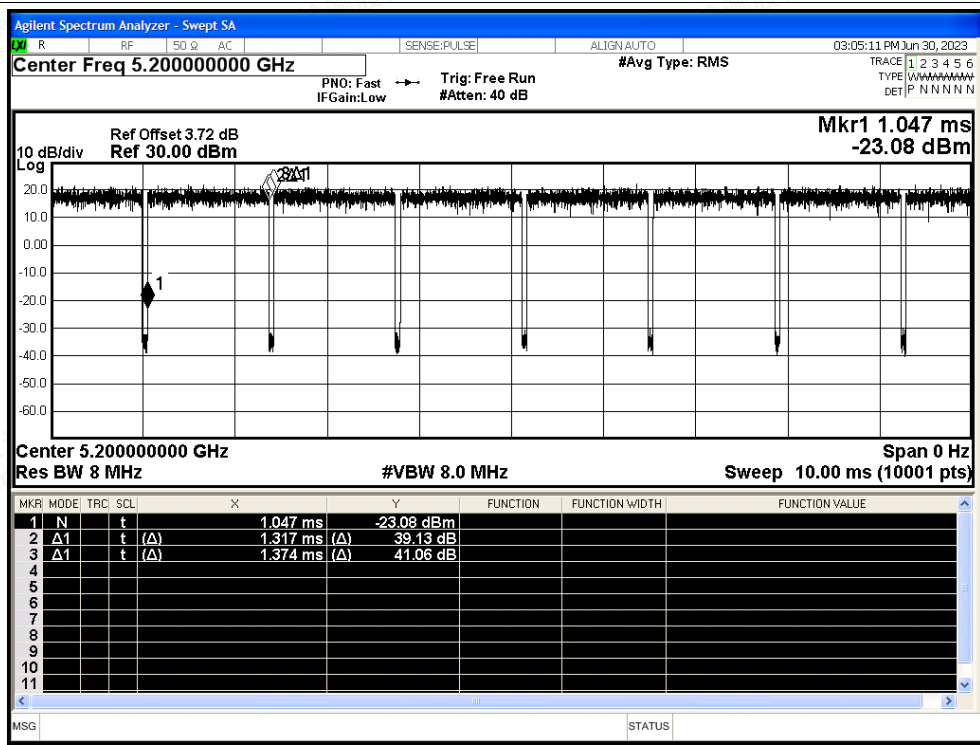 Agilent Spectrum Analyzer - Swept SA
LXI R RF 50 Ω AC SENSE:PULSE ALIGN AUTO 03:05:11 PM Jun 30, 2023
Center Freq 5.200000000 GHz #Avg Type: RMS TRACE 1 2 3 4 5 6
PNO: Fast Trig: Free Run TYPE
IFGain:Low #Atten: 40 dB DET P N N N N N
Mkr1 1.047 ms
Ref Offset 3.72 dB
10 dB/div Ref 30.00 dBm -23.08 dBm
Log
20.0
10.0
0.00
-10.0
1
-20.0
-30.0
-40.0
-50.0
-60.0
Center 5.200000000 GHz Span 0 Hz
Res BW 8 MHz #VBW 8.0 MHz Sweep 10.00 ms (10001 pts)
MKR MODE TRC SCL X Y FUNCTION FUNCTION WIDTH FUNCTION VALUE
1 N t 1.047 ms -23.08 dBm
2 Δ1 t (Δ) 1.317 ms (Δ) 39.13 dB
3 Δ1 t (Δ) 1.374 ms (Δ) 41.06 dB
4
5
6
7
8
9
10
11
MSG STATUS